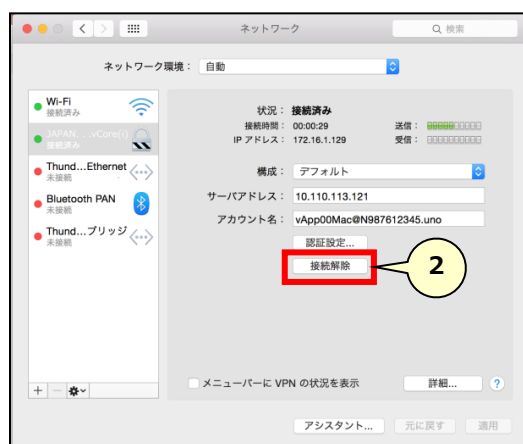 ネットワーク
検索
ネットワーク環境： 自動
Wi-Fi
接続済み
JAPAN, ...vCore(i)
接続済み
Thund...Ethernet
未接続
Bluetooth PAN
未接続
Thund...ブリッジ
未接続
状況： 接続済み
接続時間： 00:00:29
送信：
IP アドレス： 172.16.1.129
受信：
構成： デフォルト
サーバアドレス： 10.110.113.121
アカウント名： vApp00Mac@N987612345.uno
認証設定...
接続解除
2
メニューバーに VPN の状況を表示
詳細...
?
アシスタント...
元に戻す
適用